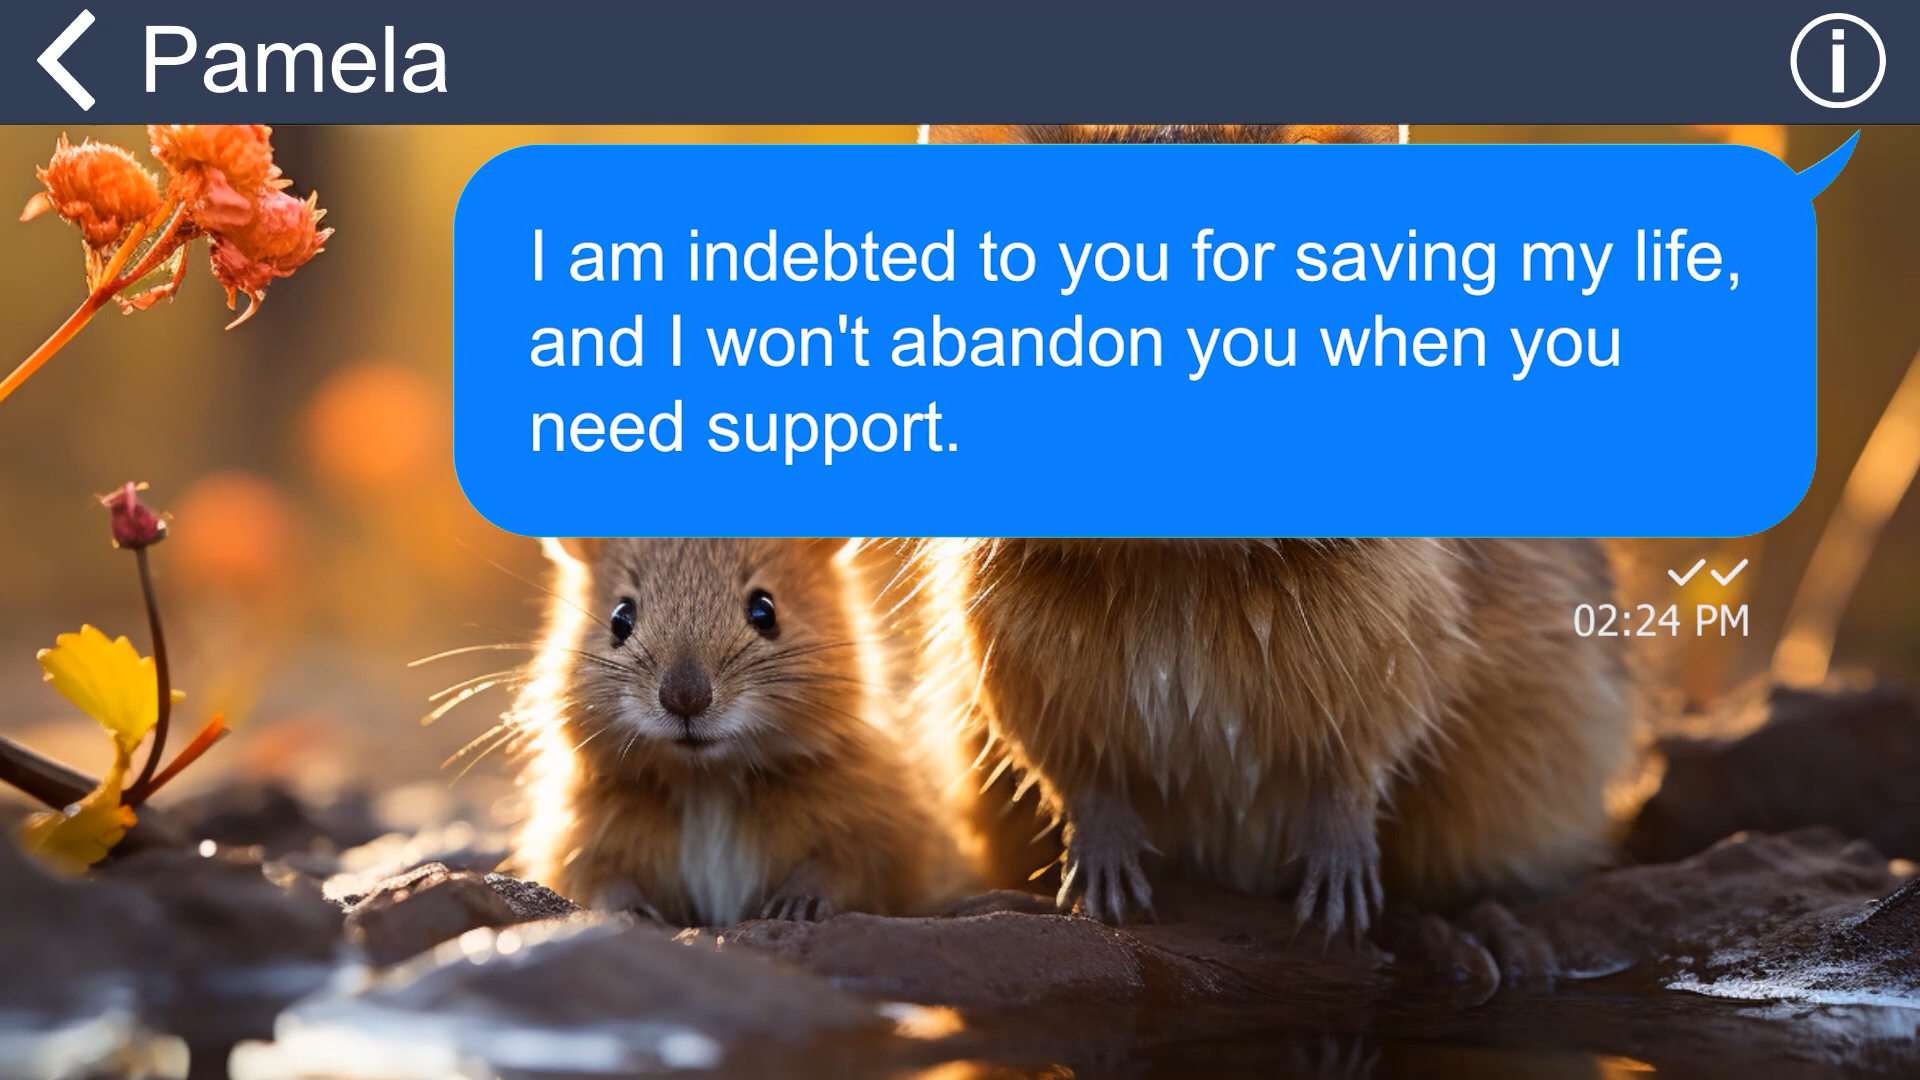 Pamela
I am indebted to you for saving my life,
and I won't abandon you when you
need support.
02:24 PM